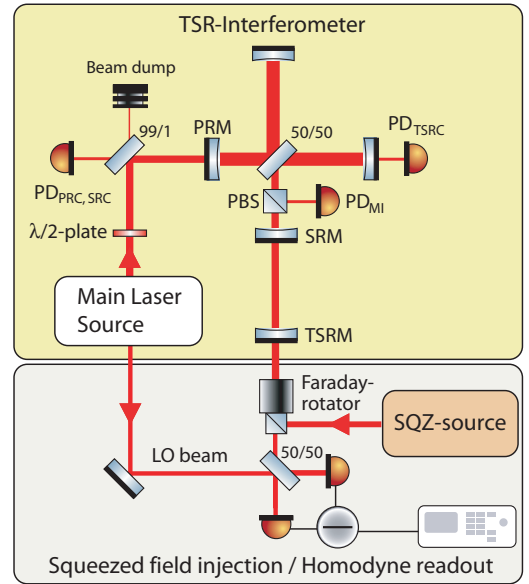 TSR-Interferometer
Beam dump
99/1
PRM
50/50
PD_TSRC
PD_PRC, SRC
PBS
PD_MI
λ/2-plate
SRM
Main Laser
Source
TSRM
Faraday-
rotator
SQZ-source
LO beam
50/50
Squeezed field injection / Homodyne readout